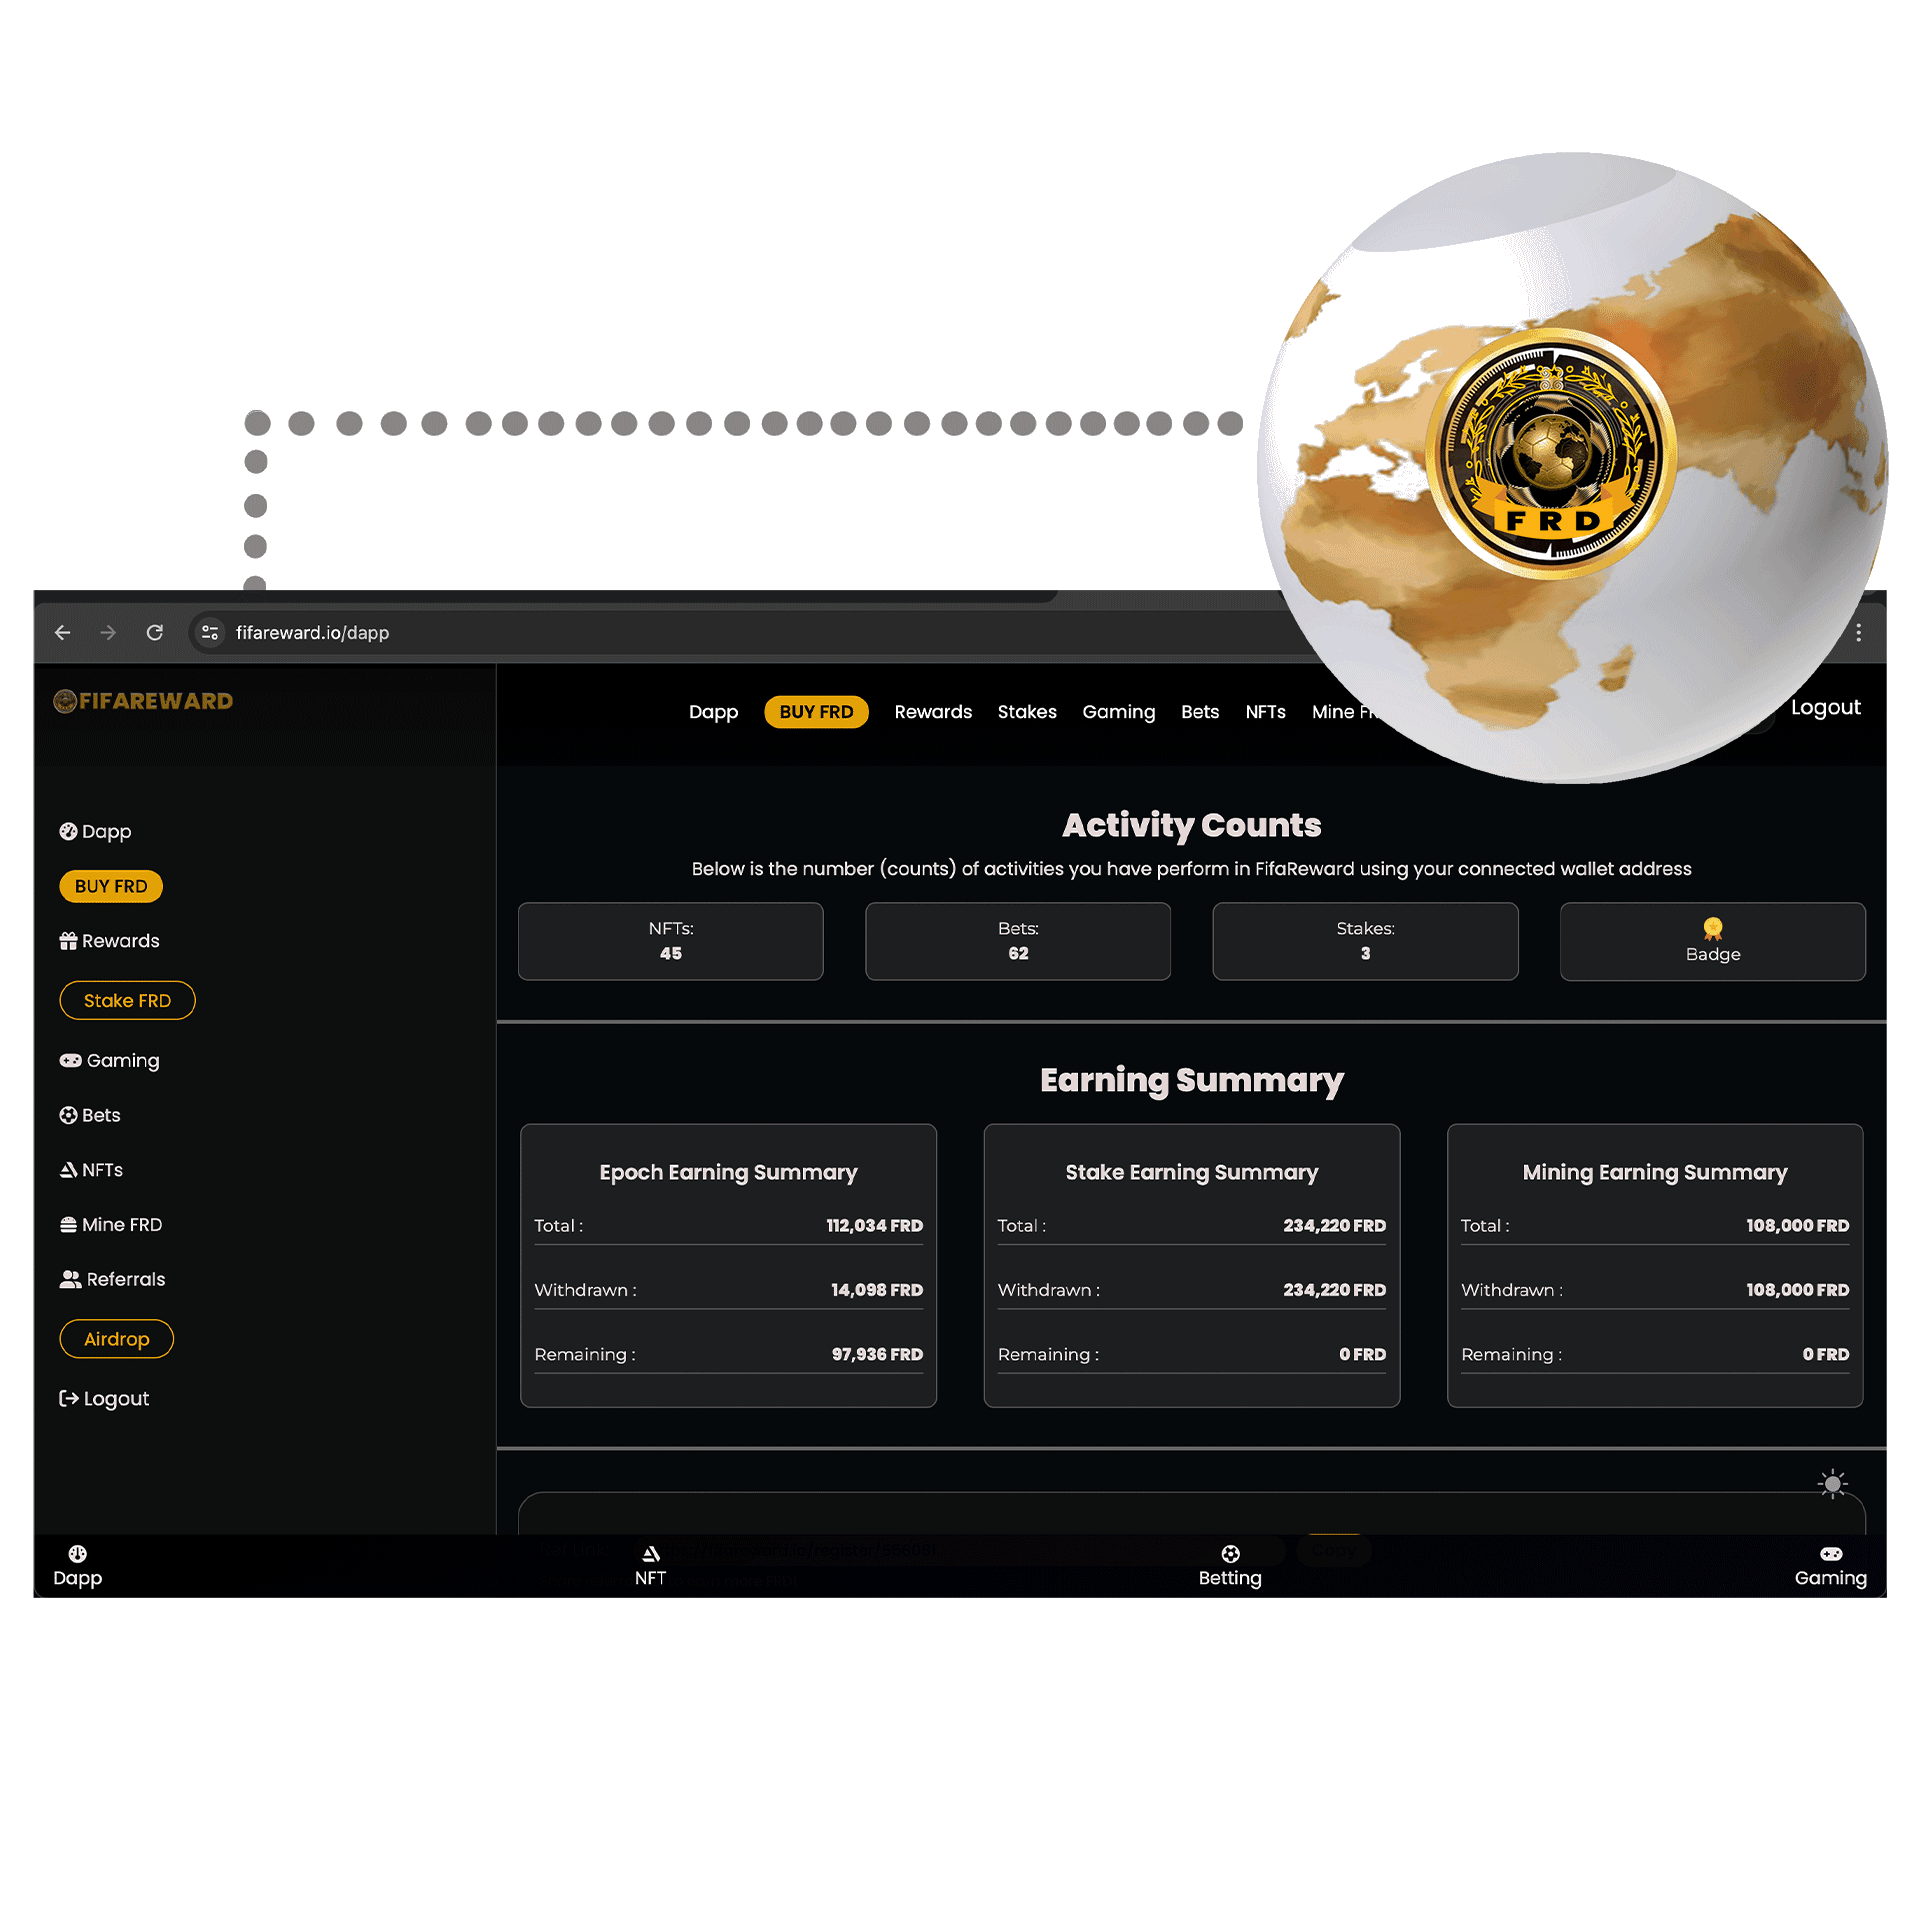 FRD
fifareward.io/dapp
FIFAREWARD
Dapp BUY FRD Rewards Stakes Gaming Bets NFTs Mine Logout
Dapp
BUY FRD
Rewards
Stake FRD
Gaming
Bets
NFTs
Mine FRD
Referrals
Airdrop
Logout
Activity Counts
Below is the number (counts) of activities you have perform in FifaReward using your connected wallet address
NFTs:
45
Bets:
62
Stakes:
3
Badge
Earning Summary
Epoch Earning Summary
Total : 112,034 FRD
Withdrawn : 14,098 FRD
Remaining : 97,936 FRD
Stake Earning Summary
Total : 234,220 FRD
Withdrawn : 234,220 FRD
Remaining : 0 FRD
Mining Earning Summary
Total : 108,000 FRD
Withdrawn : 108,000 FRD
Remaining : 0 FRD
Copy
Dapp NFT Betting Gaming